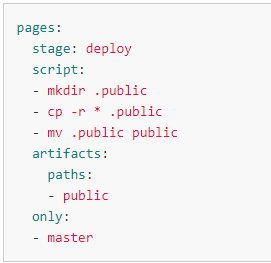 pages:
  stage: deploy
  script:
  - mkdir .public
  - cp -r * .public
  - mv .public public
  artifacts:
    paths:
    - public
  only:
  - master